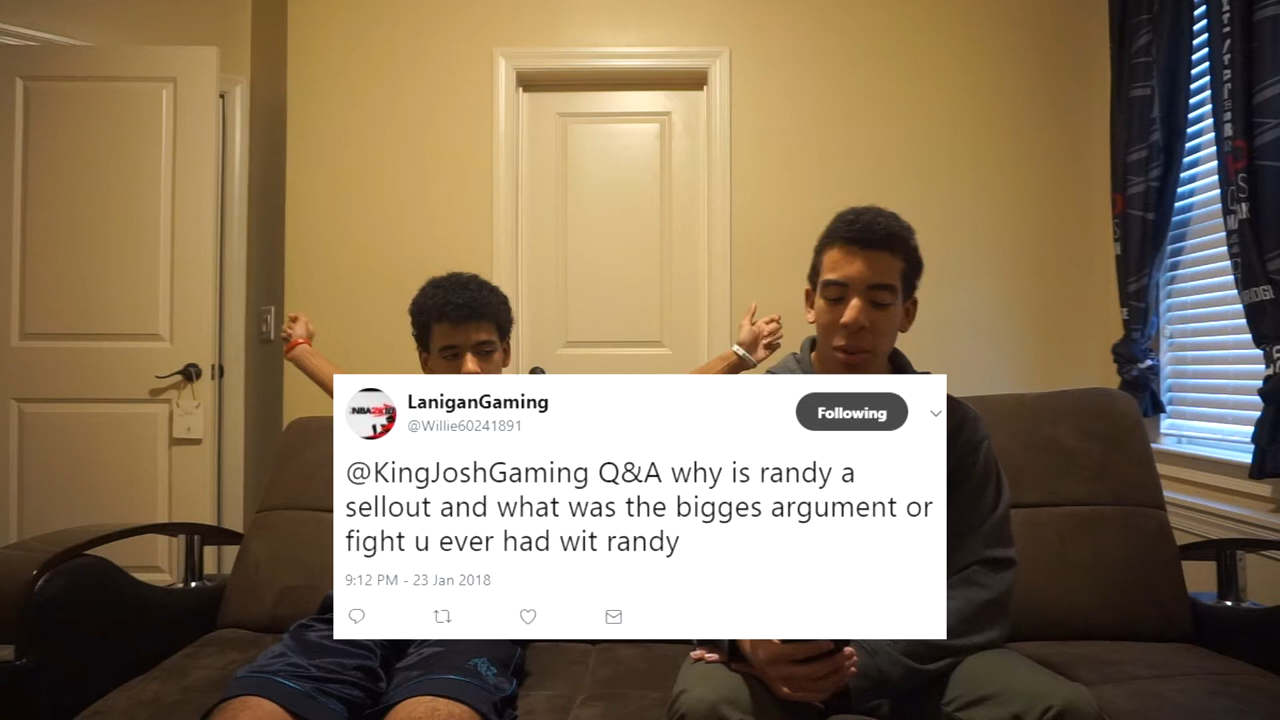 LaniganGaming
@Willie60241891
Following
@KingJoshGaming Q&A why is randy a
sellout and what was the bigges argument or
fight u ever had wit randy
9:12 PM - 23 Jan 2018